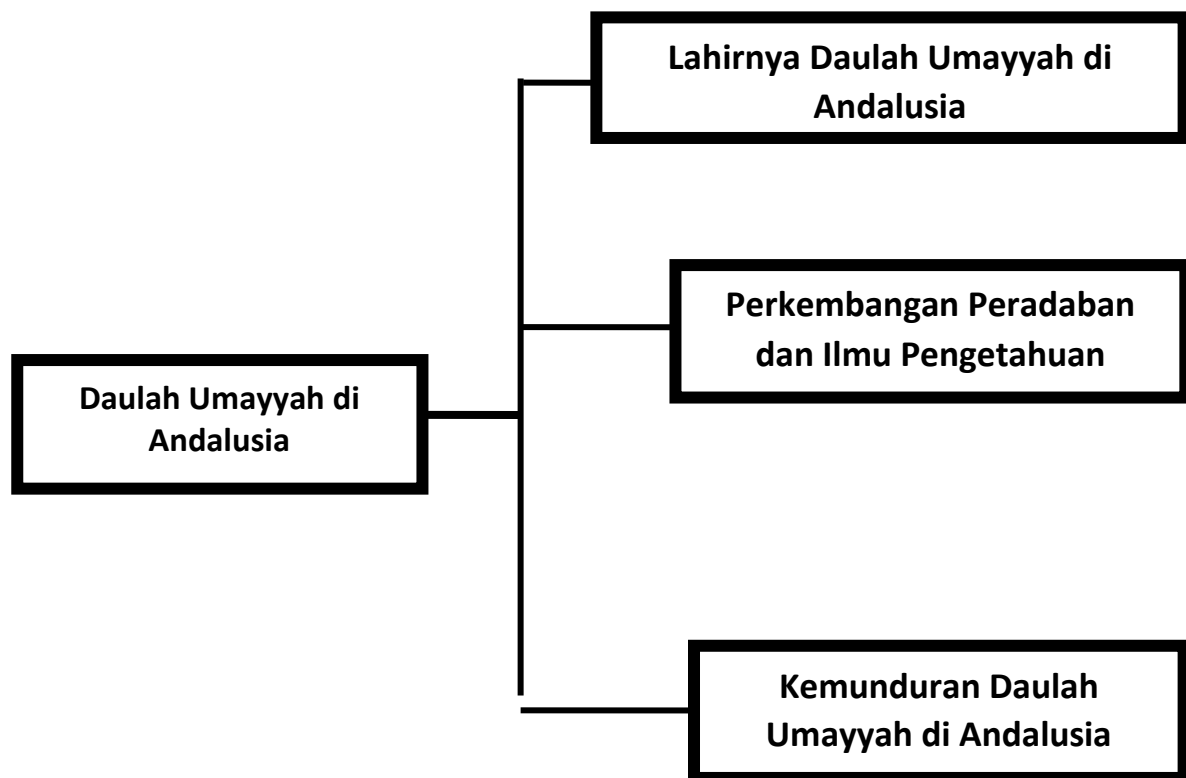 Lahirnya Daulah Umayyah di
Andalusia
Perkembangan Peradaban
dan Ilmu Pengetahuan
Daulah Umayyah di
Andalusia
Kemunduran Daulah
Umayyah di Andalusia